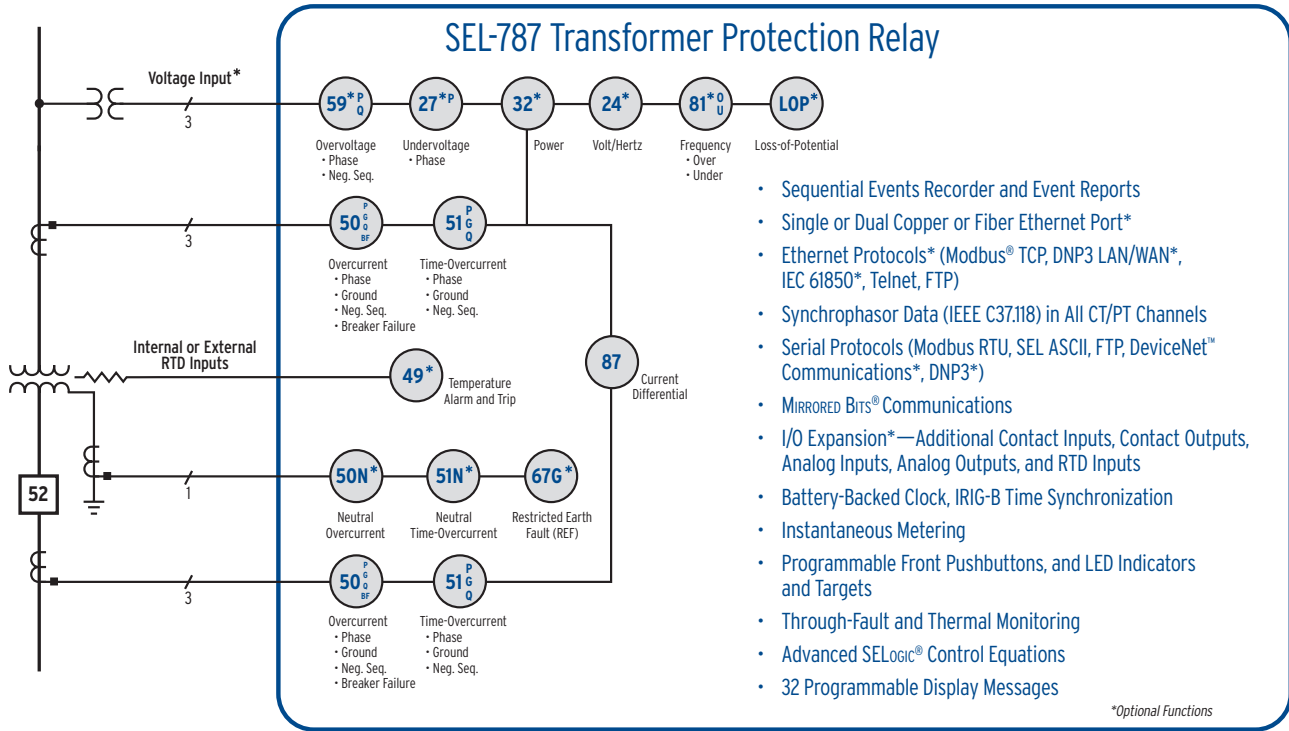 SEL-787 Transformer Protection Relay
Voltage Input*
3
59*P
Q
27*P
32*
24*
81*O
U
LOP*
Overvoltage
• Phase
• Neg. Seq.
Undervoltage
• Phase
Power
Volt/Hertz
Frequency
• Over
• Under
Loss-of-Potential
3
50 P
G
Q
BF
51 P
G
Q
Overcurrent
• Phase
• Ground
• Neg. Seq.
• Breaker Failure
Time-Overcurrent
• Phase
• Ground
• Neg. Seq.
Internal or External
RTD Inputs
49*
Temperature
Alarm and Trip
87
Current
Differential
52
1
50N*
51N*
67G*
Neutral
Overcurrent
Neutral
Time-Overcurrent
Restricted Earth
Fault (REF)
3
50 P
G
Q
BF
51 P
G
Q
Overcurrent
• Phase
• Ground
• Neg. Seq.
• Breaker Failure
Time-Overcurrent
• Phase
• Ground
• Neg. Seq.
• Sequential Events Recorder and Event Reports
• Single or Dual Copper or Fiber Ethernet Port*
• Ethernet Protocols* (Modbus® TCP, DNP3 LAN/WAN*,
IEC 61850*, Telnet, FTP)
• Synchrophasor Data (IEEE C37.118) in All CT/PT Channels
• Serial Protocols (Modbus RTU, SEL ASCII, FTP, DeviceNet™
Communications*, DNP3*)
• MIRRORED BITS® Communications
• I/O Expansion*—Additional Contact Inputs, Contact Outputs,
Analog Inputs, Analog Outputs, and RTD Inputs
• Battery-Backed Clock, IRIG-B Time Synchronization
• Instantaneous Metering
• Programmable Front Pushbuttons, and LED Indicators
and Targets
• Through-Fault and Thermal Monitoring
• Advanced SELOGIC® Control Equations
• 32 Programmable Display Messages
*Optional Functions